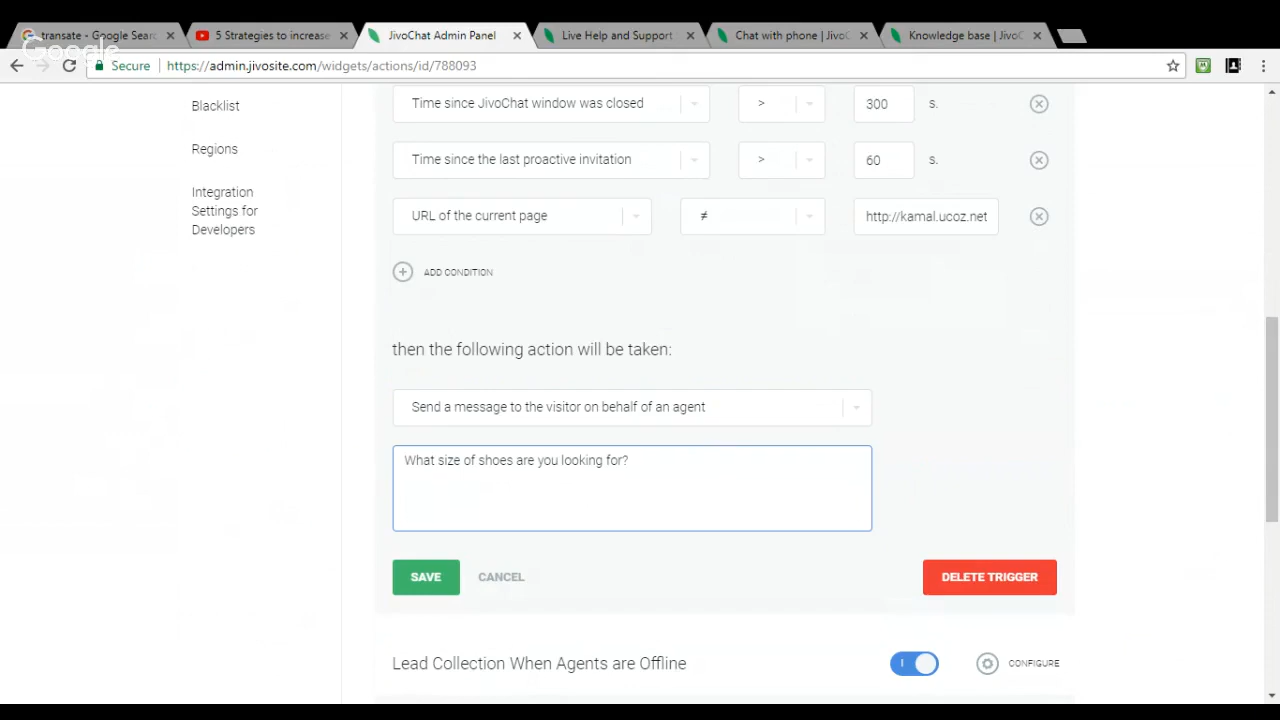 transate - Google Searc
5 Strategies to increase
JivoChat Admin Panel
Live Help and Support
Chat with phone | JivoC
Knowledge base | JivoC
Google
Secure
https://admin.jivosite.com/widgets/actions/id/788093
Blacklist
Regions
Integration
Settings for
Developers
Time since JivoChat window was closed > 300 s.
Time since the last proactive invitation > 60 s.
URL of the current page ≠ http://kamal.ucoz.net
ADD CONDITION
then the following action will be taken:
Send a message to the visitor on behalf of an agent
What size of shoes are you looking for?
SAVE CANCEL DELETE TRIGGER
Lead Collection When Agents are Offline
CONFIGURE